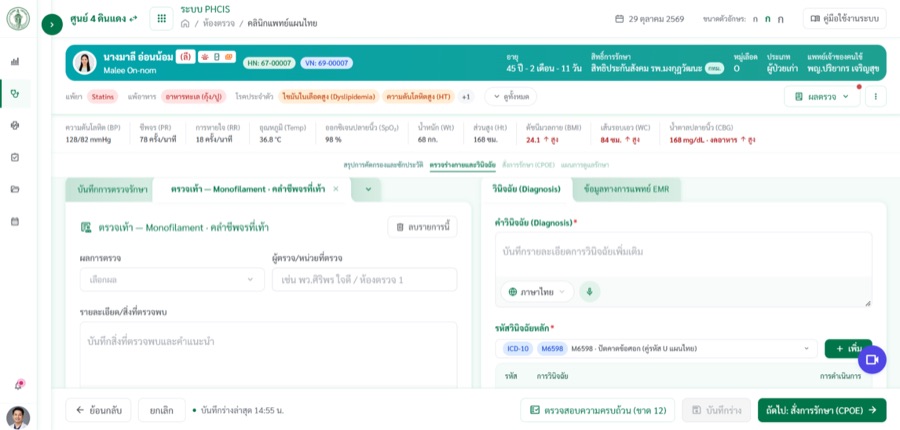 ศูนย์ 4 ดินแดง
ระบบ PHCIS
ห้องตรวจ / คลินิกแพทย์แผนไทย
29 ตุลาคม 2569
ขนาดตัวอักษร: ก ก ก
คู่มือใช้งานระบบ
นางมาลี อ่อนน้อม
Malee On-nom
HN: 67-00007
VN: 69-00007
อายุ
45 ปี - 2 เดือน - 11 วัน
สิทธิ์การรักษา
สิทธิประกันสังคม รพ.มงกุฎวัฒนะ
หมู่เลือด
O
ประเภท
ผู้ป่วยเก่า
แพทย์เจ้าของคนไข้
พญ.ปริยากร เจริญสุข
แพ้ยา Statins แพ้อาหาร อาหารทะเล (กุ้ง/ปู) โรคประจำตัว ไขมันในเลือดสูง (Dyslipidemia) ความดันโลหิตสูง (HT) +1 ดูทั้งหมด
ผลตรวจ
ความดันโลหิต (BP)
128/82 mmHg
ชีพจร (PR)
78 ครั้ง/นาที
การหายใจ (RR)
18 ครั้ง/นาที
อุณหภูมิ (Temp)
36.8 °C
ออกซิเจนปลายนิ้ว (SpO₂)
98 %
น้ำหนัก (Wt)
68 กก.
ส่วนสูง (Ht)
168 ซม.
ดัชนีมวลกาย (BMI)
24.1 ↑ สูง
เส้นรอบเอว (WC)
84 ซม. ↑ สูง
น้ำตาลปลายนิ้ว (CBG)
168 mg/dL · งดอาหาร ↑ สูง
สรุปการคัดกรองและซักประวัติ ตรวจร่างกายและวินิจฉัย สั่งการรักษา (CPOE) แผนการดูแลรักษา
บันทึกการตรวจรักษา
ตรวจเท้า — Monofilament · คลำชีพจรที่เท้า ×
ตรวจเท้า — Monofilament · คลำชีพจรที่เท้า
ลบรายการนี้
ผลการตรวจ
เลือกผล
ผู้ตรวจ/หน่วยที่ตรวจ
เช่น พว.ศิริพร ใจดี / ห้องตรวจ 1
รายละเอียด/สิ่งที่ตรวจพบ
บันทึกสิ่งที่ตรวจพบและคำแนะนำ
วินิจฉัย (Diagnosis)
ข้อมูลทางการแพทย์ EMR
คำวินิจฉัย (Diagnosis)*
บันทึกรายละเอียดการวินิจฉัยเพิ่มเติม
ภาษาไทย
รหัสวินิจฉัยหลัก*
ICD-10 M6598 M6598 - ปัตคาตข้อศอก (คู่รหัส U แผนไทย)
+ เพิ่ม
รหัส การวินิจฉัย การดำเนินการ
← ย้อนกลับ
ยกเลิก
บันทึกร่างล่าสุด 14:55 น.
ตรวจสอบความครบถ้วน (ขาด 12)
บันทึกร่าง
ถัดไป: สั่งการรักษา (CPOE) →